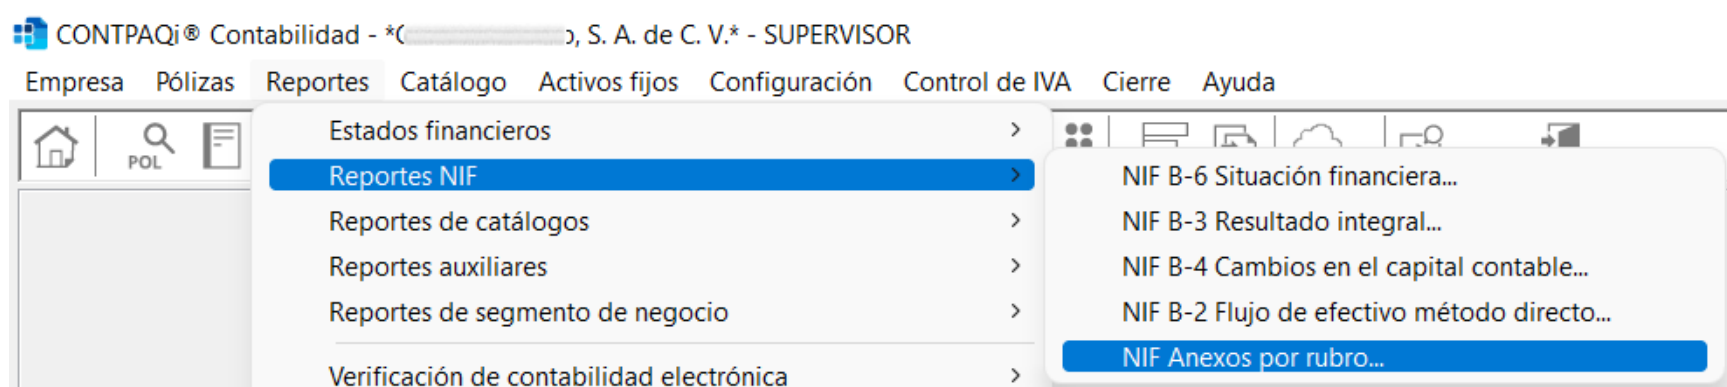 CONTPAQi® Contabilidad - * , S. A. de C. V.* - SUPERVISOR
Empresa Pólizas Reportes Catálogo Activos fijos Configuración Control de IVA Cierre Ayuda
POL
Estados financieros
Reportes NIF
Reportes de catálogos
Reportes auxiliares
Reportes de segmento de negocio
Verificación de contabilidad electrónica
NIF B-6 Situación financiera...
NIF B-3 Resultado integral...
NIF B-4 Cambios en el capital contable...
NIF B-2 Flujo de efectivo método directo...
NIF Anexos por rubro...